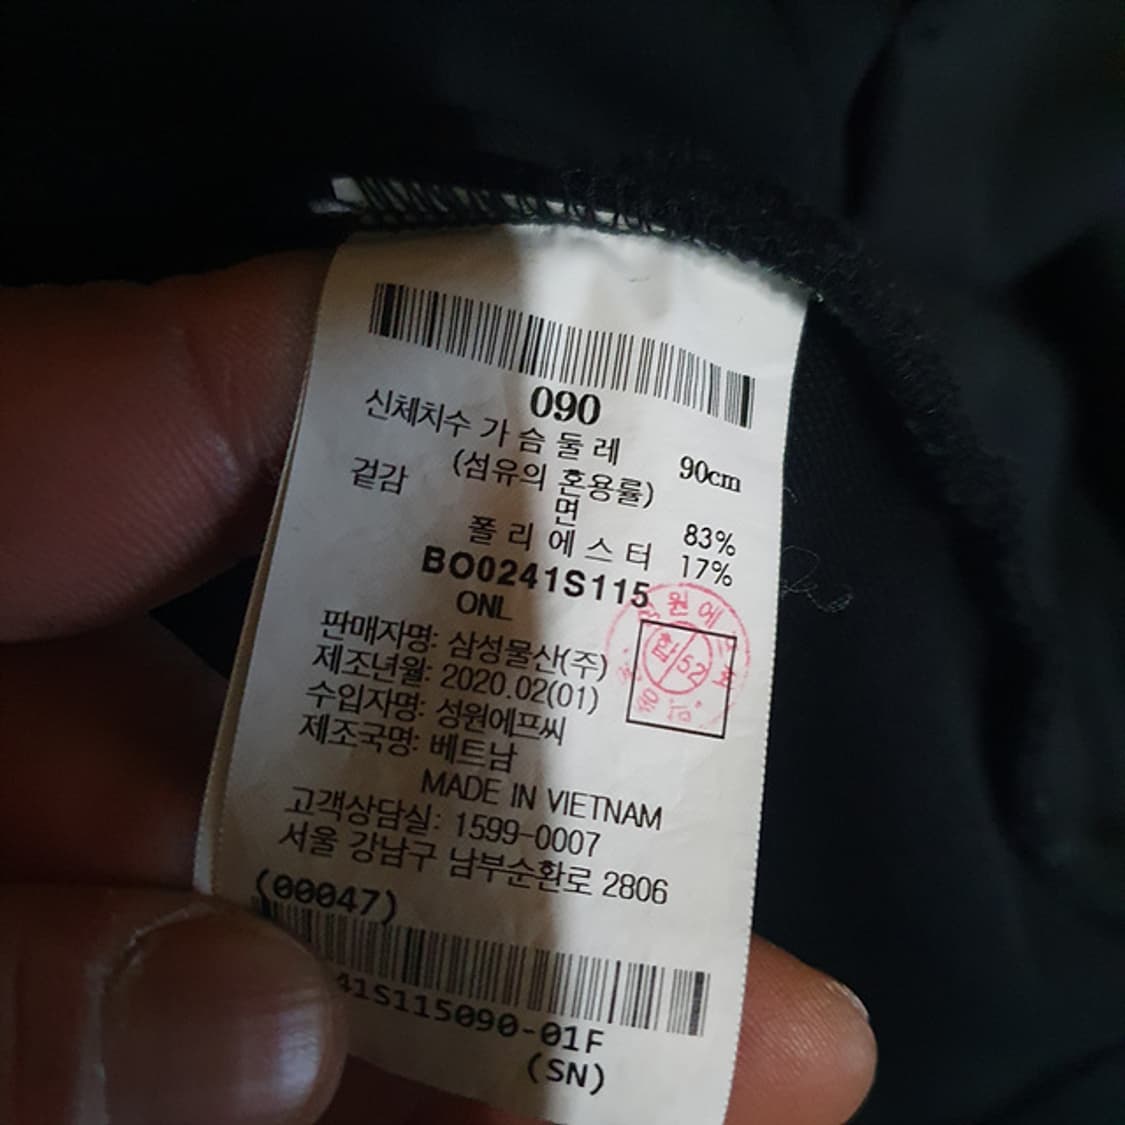 090
신체치수 가슴둘레 90cm
(섬유의 혼용률)
겉감
면 83%
폴리에스터 17%
BO0241S115
ONL
판매자명: 삼성물산(주)
제조년월: 2020.02(01)
수입자명: 성원에프씨
제조국명: 베트남
MADE IN VIETNAM
고객상담실: 1599-0007
서울 강남구 남부순환로 2806
(00047)
41S115090-01F
(SN)
원에
합 52